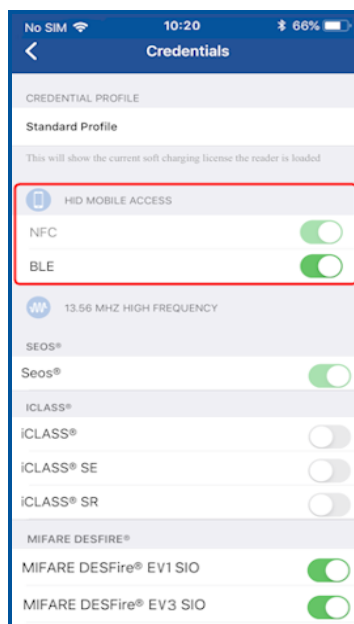 No SIM 10:20 66%
Credentials
CREDENTIAL PROFILE
Standard Profile
This will show the current soft charging license the reader is loaded
HID MOBILE ACCESS
NFC
BLE
13.56 MHZ HIGH FREQUENCY
SEOS®
Seos®
ICLASS®
iCLASS®
iCLASS® SE
iCLASS® SR
MIFARE DESFIRE®
MIFARE DESFire® EV1 SIO
MIFARE DESFire® EV3 SIO